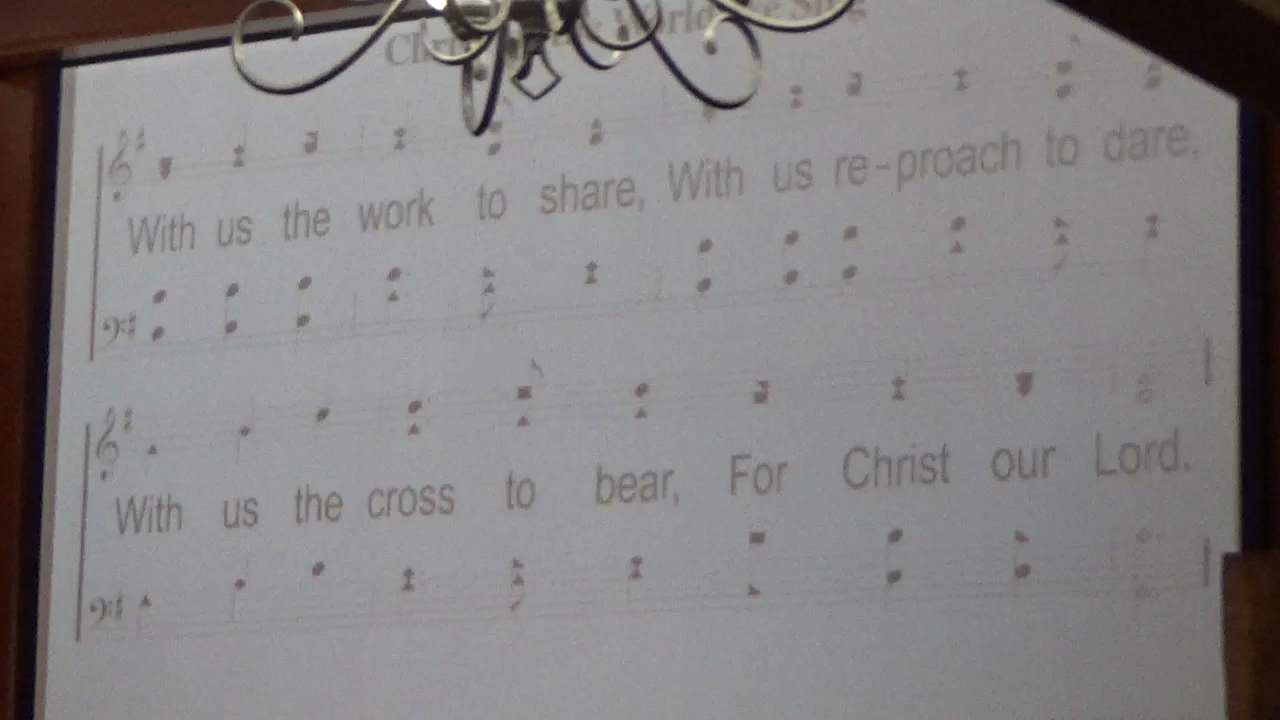 With us the work to share, With us re-proach to dare,
With us the cross to bear, For Christ our Lord.